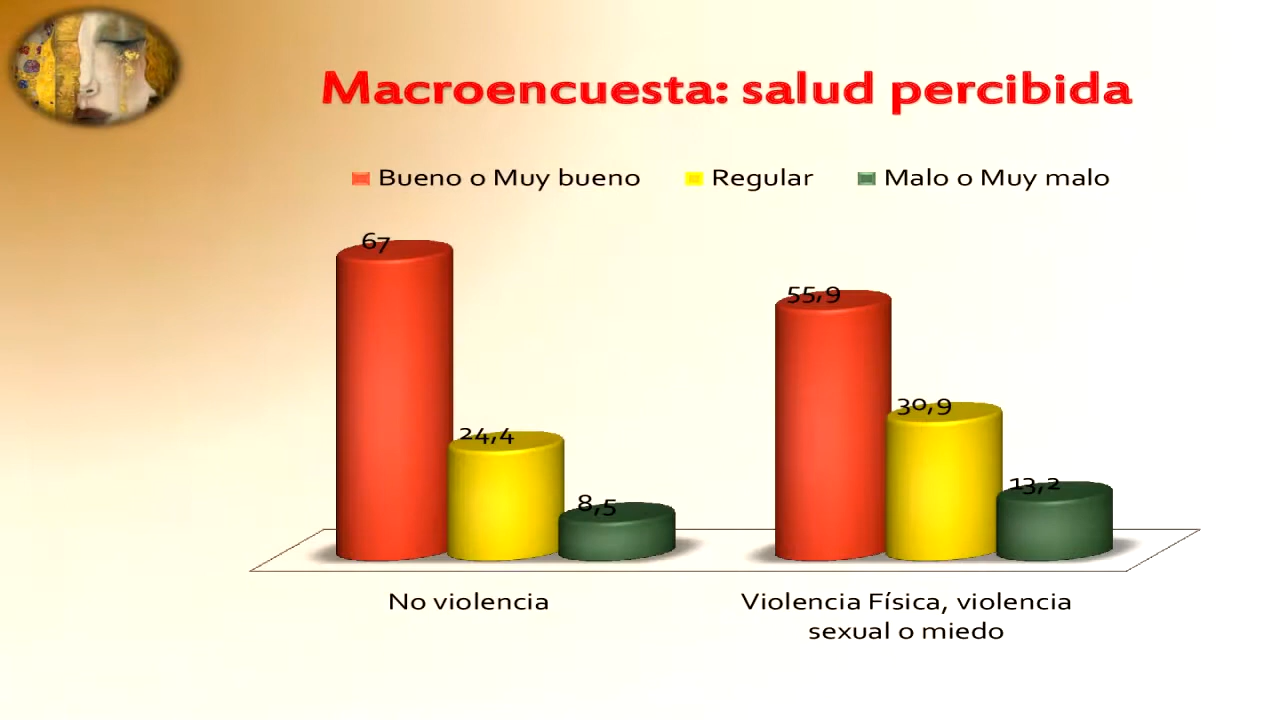 Macroencuesta: salud percibida
Bueno o Muy bueno Regular Malo o Muy malo
67
55,9
24,4
30,9
8,5
13,2
No violencia
Violencia Física, violencia
sexual o miedo